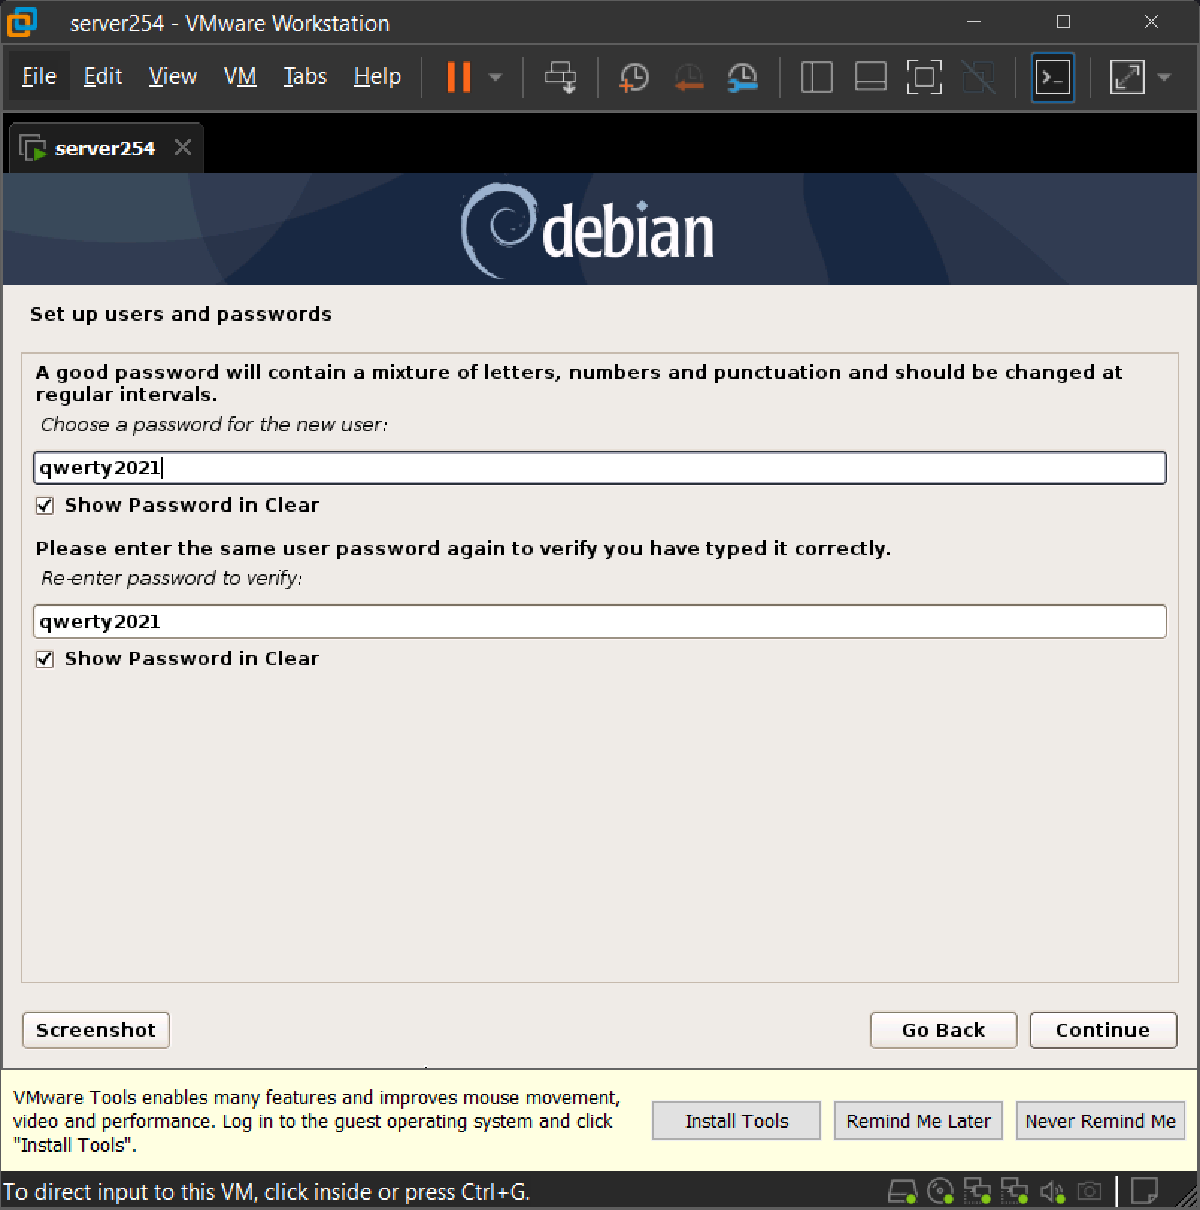 server254 - VMware Workstation
File Edit View VM Tabs Help
server254
debian
Set up users and passwords
A good password will contain a mixture of letters, numbers and punctuation and should be changed at
regular intervals.
Choose a password for the new user:
qwerty2021
Show Password in Clear
Please enter the same user password again to verify you have typed it correctly.
Re-enter password to verify:
qwerty2021
Show Password in Clear
Screenshot Go Back Continue
VMware Tools enables many features and improves mouse movement,
video and performance. Log in to the guest operating system and click
"Install Tools".
Install Tools Remind Me Later Never Remind Me
To direct input to this VM, click inside or press Ctrl+G.